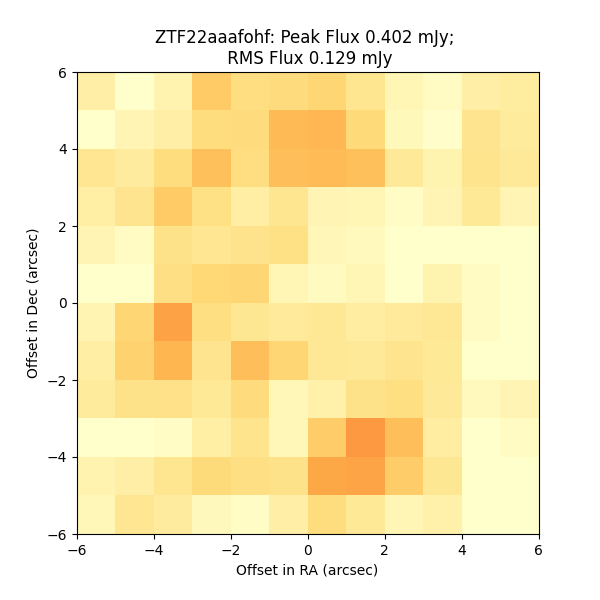 ZTF22aaafohf: Peak Flux 0.402 mJy;
RMS Flux 0.129 mJy
6
4
2
0
−2
−4
−6
Offset in Dec (arcsec)
−6 −4 −2 0 2 4 6
Offset in RA (arcsec)